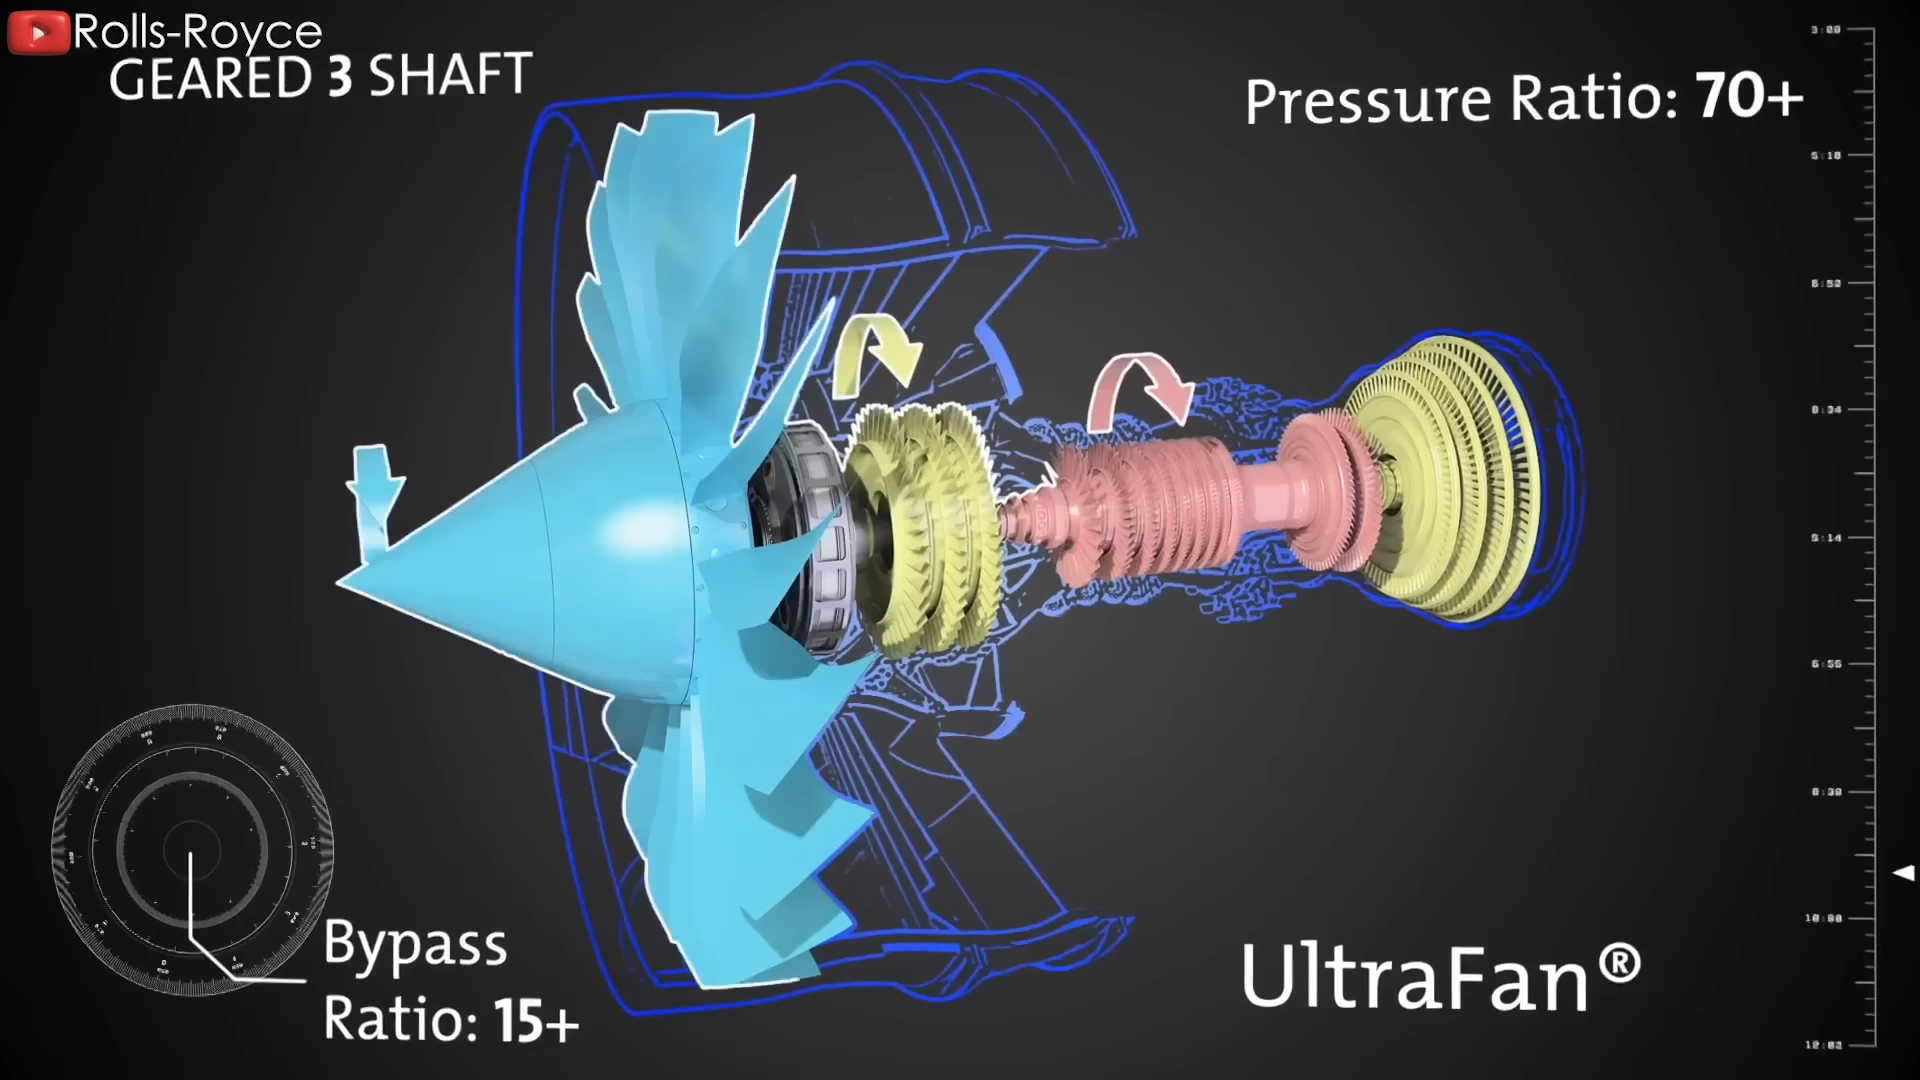 Rolls-Royce
GEARED 3 SHAFT
Pressure Ratio: 70+
Bypass
Ratio: 15+
UltraFan®